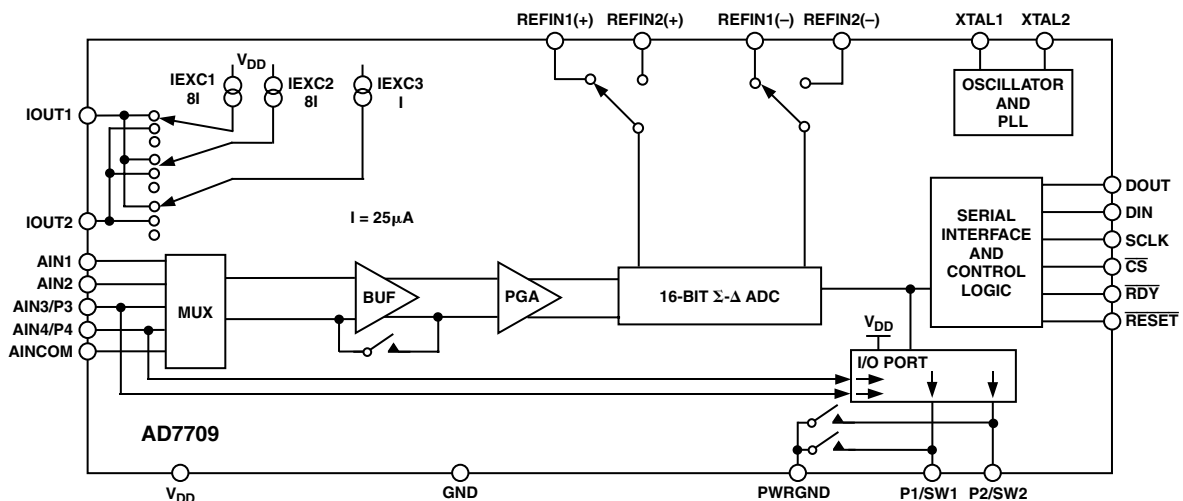 REFIN1(+) REFIN2(+) REFIN1(–) REFIN2(–) XTAL1 XTAL2
VDD
IEXC1
8I
IEXC2
8I
IEXC3
I
OSCILLATOR
AND
PLL
IOUT1
IOUT2
I = 25μA
AIN1
AIN2
AIN3/P3
AIN4/P4
AINCOM
MUX
BUF
PGA
16-BIT Σ-Δ ADC
SERIAL
INTERFACE
AND
CONTROL
LOGIC
DOUT
DIN
SCLK
CS
RDY
RESET
VDD
I/O PORT
AD7709
VDD GND PWRGND P1/SW1 P2/SW2